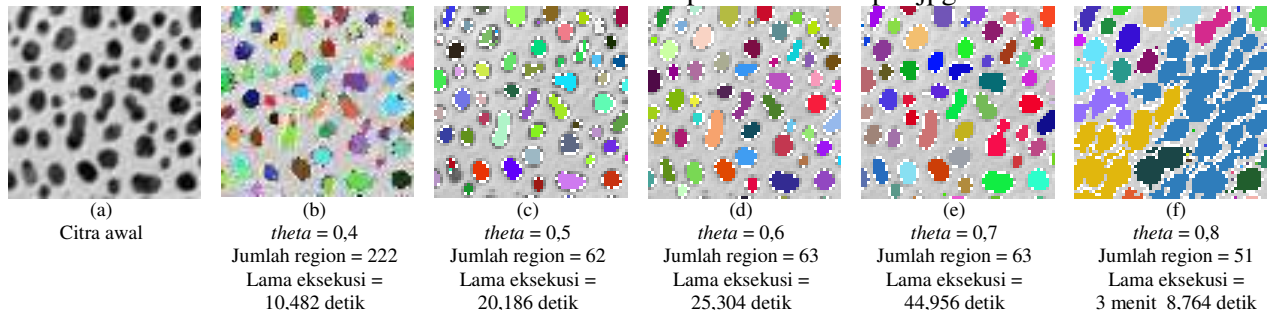 (a)
Citra awal
(b)
theta = 0,4
Jumlah region = 222
Lama eksekusi =
10,482 detik
(c)
theta = 0,5
Jumlah region = 62
Lama eksekusi =
20,186 detik
(d)
theta = 0,6
Jumlah region = 63
Lama eksekusi =
25,304 detik
(e)
theta = 0,7
Jumlah region = 63
Lama eksekusi =
44,956 detik
(f)
theta = 0,8
Jumlah region = 51
Lama eksekusi =
3 menit 8,764 detik